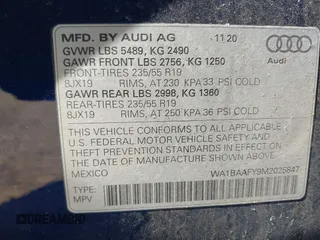 MFD. BY AUDI AG 11 20
GVWR LBS 5489, KG 2490
GAWR FRONT LBS 2756, KG 1250
FRONT-TIRES 235/55 R19
8JX19 RIMS, AT 230 KPA 33 PSI COLD
GAWR REAR LBS 2998, KG 1360
REAR-TIRES 235/55 R19
8JX19 RIMS, AT 250 KPA 36 PSI COLD
Audi
THIS VEHICLE CONFORMS TO ALL APPLICABLE
U.S. FEDERAL MOTOR VEHICLE SAFETY AND
THEFT PREVENTION STANDARDS IN EFFECT ON
THE DATE OF MANUFACTURE SHOWN ABOVE.
MEXICO WA1BAAFY9M2025847
TYPE:
MPV
DREAMBID